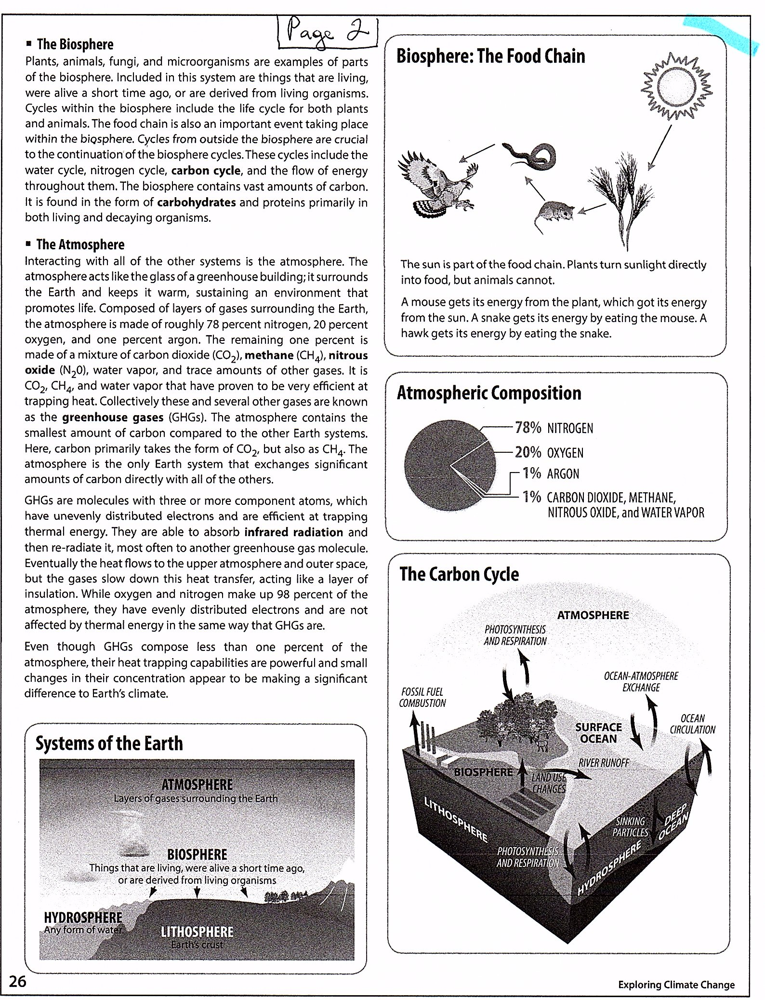 Page 2
▪ The Biosphere
Plants, animals, fungi, and microorganisms are examples of parts
of the biosphere. Included in this system are things that are living,
were alive a short time ago, or are derived from living organisms.
Cycles within the biosphere include the life cycle for both plants
and animals. The food chain is also an important event taking place
within the biosphere. Cycles from outside the biosphere are crucial
to the continuation of the biosphere cycles. These cycles include the
water cycle, nitrogen cycle, carbon cycle, and the flow of energy
throughout them. The biosphere contains vast amounts of carbon.
It is found in the form of carbohydrates and proteins primarily in
both living and decaying organisms.
▪ The Atmosphere
Interacting with all of the other systems is the atmosphere. The
atmosphere acts like the glass of a greenhouse building; it surrounds
the Earth and keeps it warm, sustaining an environment that
promotes life. Composed of layers of gases surrounding the Earth,
the atmosphere is made of roughly 78 percent nitrogen, 20 percent
oxygen, and one percent argon. The remaining one percent is
made of a mixture of carbon dioxide (CO₂), methane (CH₄), nitrous
oxide (N₂0), water vapor, and trace amounts of other gases. It is
CO₂, CH₄, and water vapor that have proven to be very efficient at
trapping heat. Collectively these and several other gases are known
as the greenhouse gases (GHGs). The atmosphere contains the
smallest amount of carbon compared to the other Earth systems.
Here, carbon primarily takes the form of CO₂, but also as CH₄. The
atmosphere is the only Earth system that exchanges significant
amounts of carbon directly with all of the others.
GHGs are molecules with three or more component atoms, which
have unevenly distributed electrons and are efficient at trapping
thermal energy. They are able to absorb infrared radiation and
then re-radiate it, most often to another greenhouse gas molecule.
Eventually the heat flows to the upper atmosphere and outer space,
but the gases slow down this heat transfer, acting like a layer of
insulation. While oxygen and nitrogen make up 98 percent of the
atmosphere, they have evenly distributed electrons and are not
affected by thermal energy in the same way that GHGs are.
Even though GHGs compose less than one percent of the
atmosphere, their heat trapping capabilities are powerful and small
changes in their concentration appear to be making a significant
difference to Earth's climate.
Systems of the Earth
ATMOSPHERE
Layers of gases surrounding the Earth
BIOSPHERE
Things that are living, were alive a short time ago,
or are derived from living organisms
HYDROSPHERE
Any form of water
LITHOSPHERE
Earth's crust
Biosphere: The Food Chain
The sun is part of the food chain. Plants turn sunlight directly
into food, but animals cannot.
A mouse gets its energy from the plant, which got its energy
from the sun. A snake gets its energy by eating the mouse. A
hawk gets its energy by eating the snake.
Atmospheric Composition
78% NITROGEN
20% OXYGEN
1% ARGON
1% CARBON DIOXIDE, METHANE,
NITROUS OXIDE, and WATER VAPOR
The Carbon Cycle
ATMOSPHERE
PHOTOSYNTHESIS
AND RESPIRATION
OCEAN-ATMOSPHERE
EXCHANGE
FOSSIL FUEL
COMBUSTION
OCEAN
CIRCULATION
SURFACE
OCEAN
RIVER RUNOFF
BIOSPHERE
LAND USE
CHANGES
LITHOSPHERE
SINKING
PARTICLES
DEEP
OCEAN
PHOTOSYNTHESIS
AND RESPIRATION
HYDROSPHERE
26
Exploring Climate Change